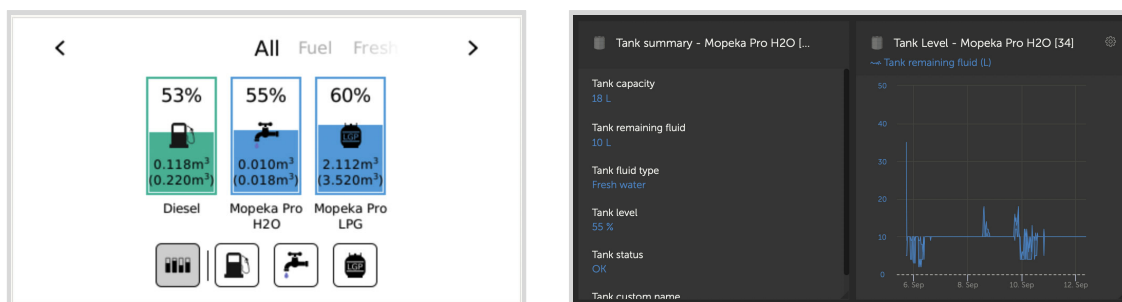 < All Fuel Fresh >
53% 55% 60%
LGP
0.118m³ 0.010m³ 2.112m³
(0.220m³) (0.018m³) (3.520m³)
Diesel Mopeka Pro Mopeka Pro
H2O LPG
LGP
Tank summary - Mopeka Pro H2O [...
Tank capacity
18 L
Tank remaining fluid
10 L
Tank fluid type
Fresh water
Tank level
55 %
Tank status
OK
Tank custom name
Tank Level - Mopeka Pro H2O [34]
Tank remaining fluid (L)
50
40
30
20
10
0
6. Sep 8. Sep 10. Sep 12. Sep